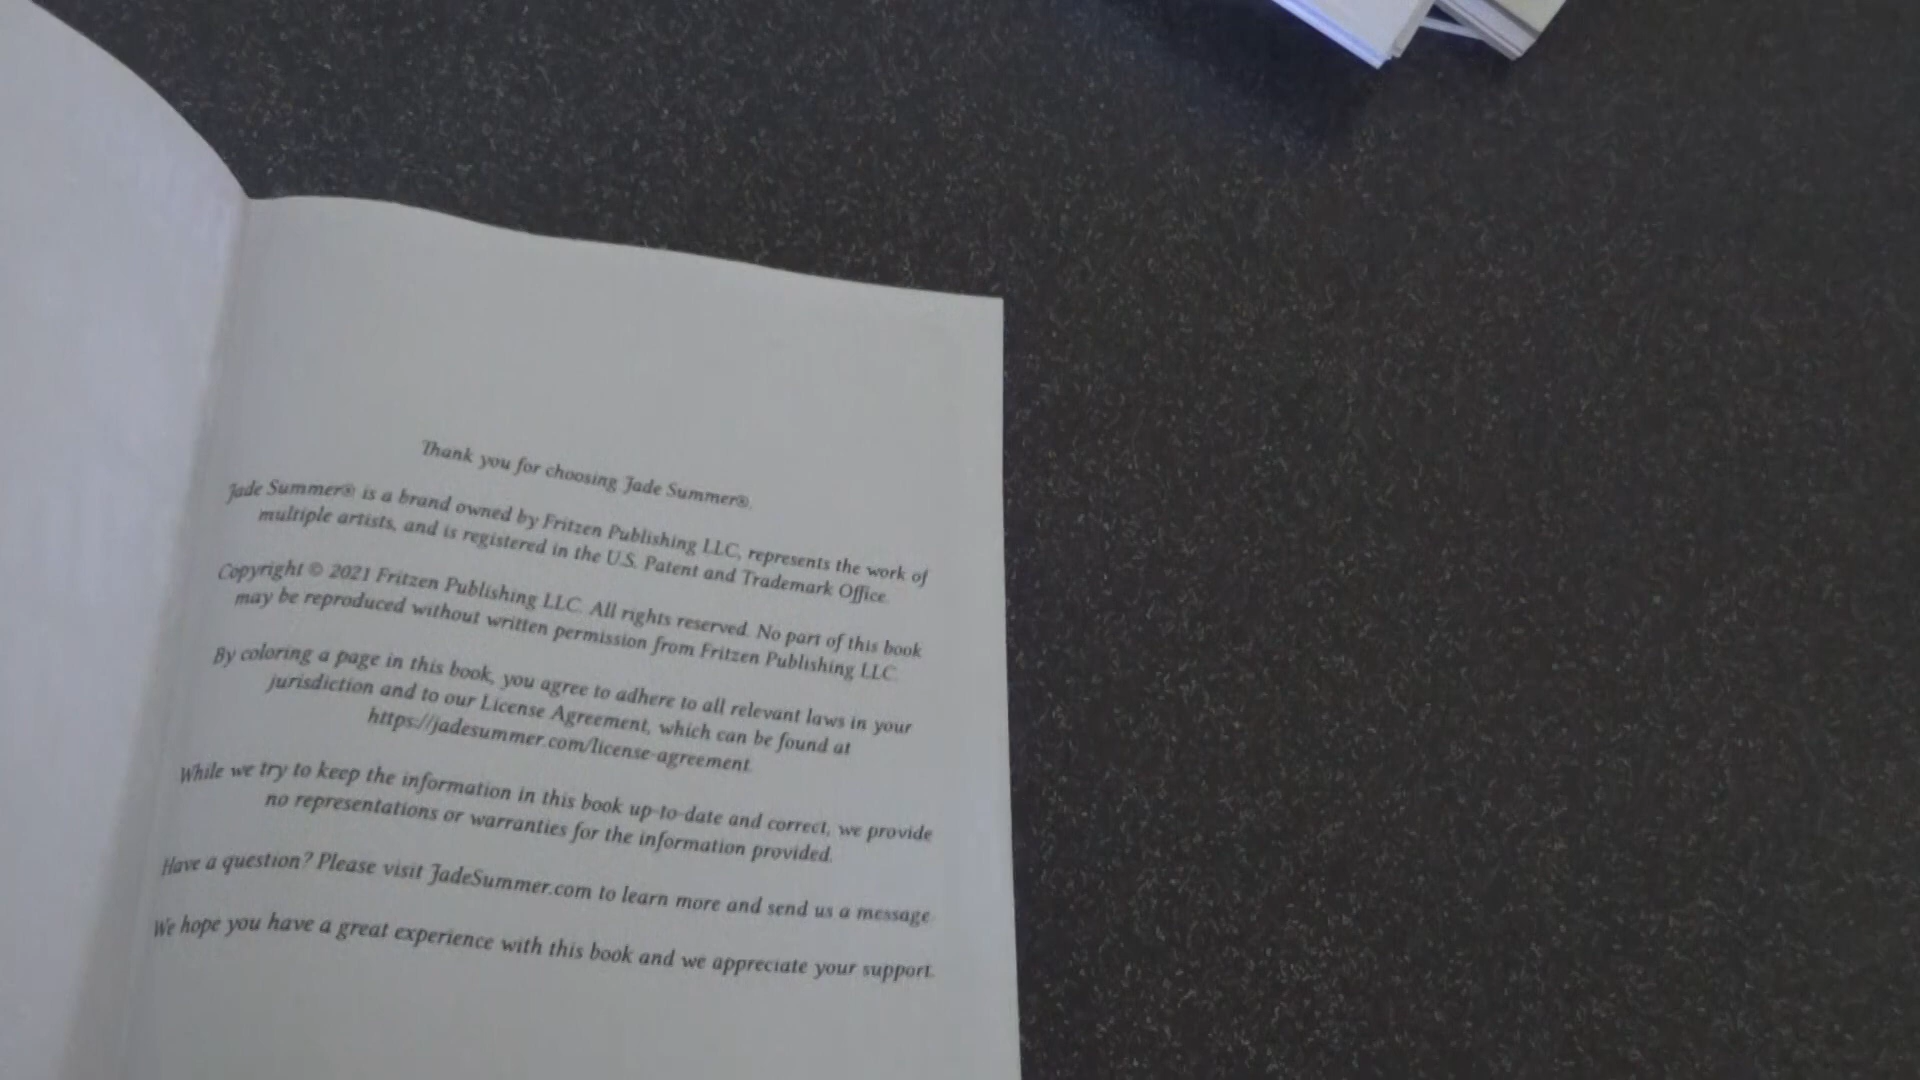 Thank you for choosing Jade Summer®.
Jade Summer® is a brand owned by Fritzen Publishing LLC, represents the work of
multiple artists, and is registered in the U.S. Patent and Trademark Office.
Copyright © 2021 Fritzen Publishing LLC. All rights reserved. No part of this book
may be reproduced without written permission from Fritzen Publishing LLC.
By coloring a page in this book, you agree to adhere to all relevant laws in your
jurisdiction and to our License Agreement, which can be found at
https://jadesummer.com/license-agreement.
While we try to keep the information in this book up-to-date and correct, we provide
no representations or warranties for the information provided.
Have a question? Please visit JadeSummer.com to learn more and send us a message.
We hope you have a great experience with this book and we appreciate your support.